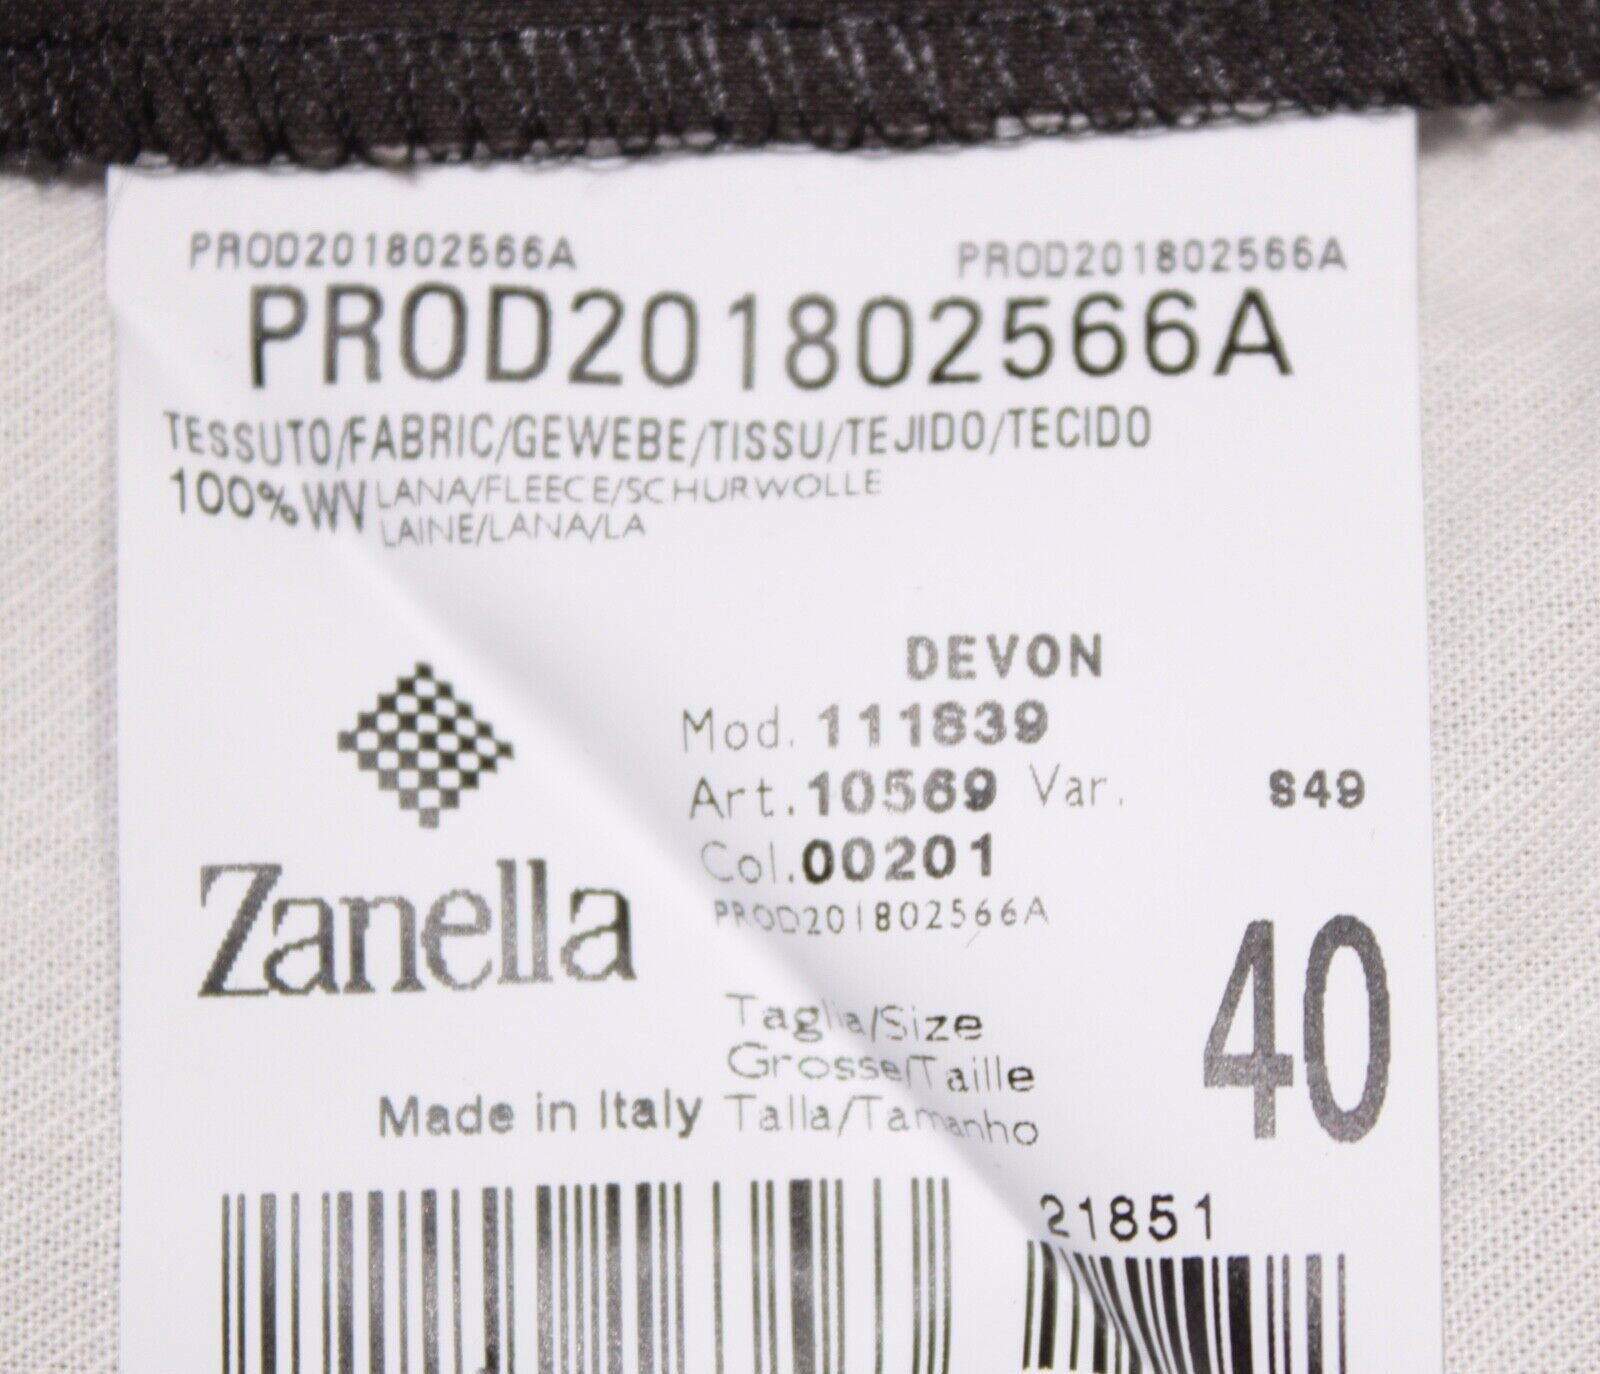 PROD201802566A PROD201802566A
PROD201802566A
TESSUTO/FABRIC/GEWEBE/TISSU/TEJIDO/TECIDO
100%WV LANA/FLEECE/SCHURWOLLE
LAINE/LANA/LA
DEVON
Mod. 111839
Art. 10569 Var. S49
Col. 00201
PROD201802566A
Zanella
40
Taglia/Size
Grosse/Taille
Made in Italy Talla/Tamanho
21851